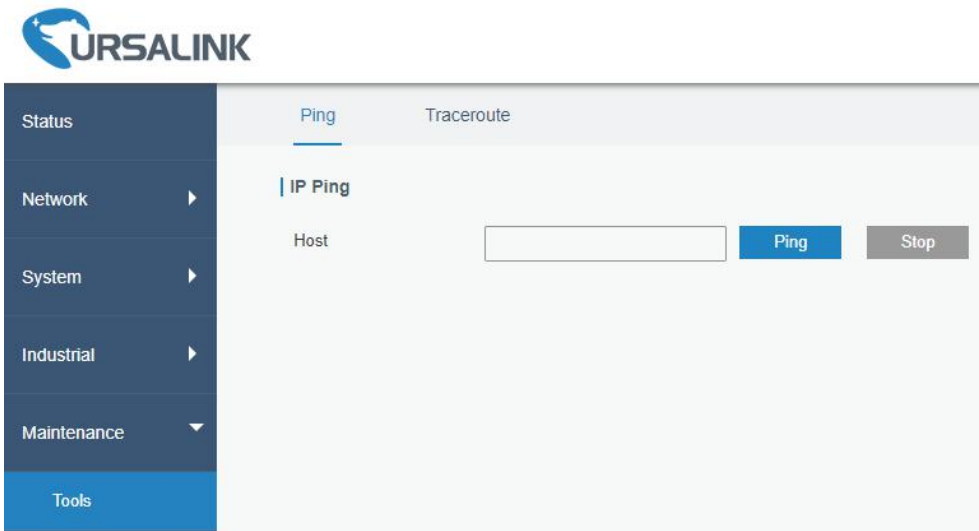 URSALINK
Status
Network
System
Industrial
Maintenance
Tools
Ping Traceroute
IP Ping
Host Ping Stop